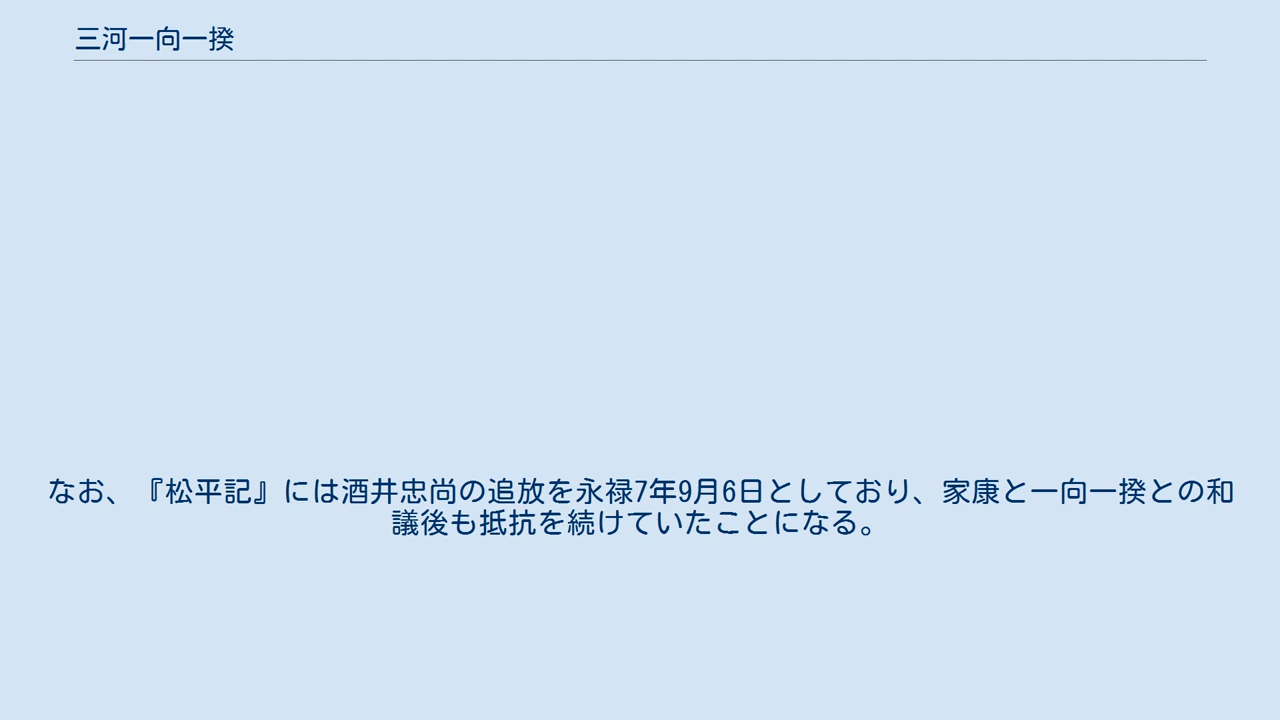 三河一向一揆
なお、『松平記』には酒井忠尚の追放を永禄7年9月6日としており、家康と一向一揆との和
議後も抵抗を続けていたことになる。